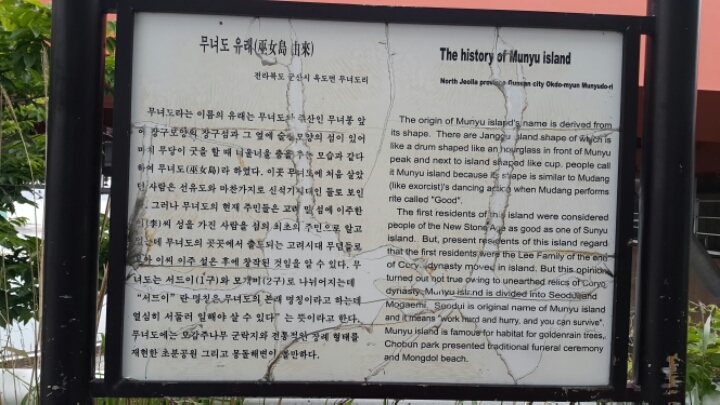 무녀도 유래(巫女島 由來)
전라북도 군산시 옥도면 무녀도리
무녀도라는 이름의 유래는 무녀도의 주산인 무녀봉 앞
에 장구모양의 장구섬과 그 옆에 술잔모양의 섬이 있어
마치 무당이 굿을 할 때 너울너울 춤을 추는 모습과 같다
하여 무녀도(巫女島)라 하였다. 이곳 무녀도에 처음 살았
던 사람은 선유도와 마찬가지로 신석기시대인 들로 보인
다. 그러나 무녀도의 현재 주민들은 고려 말 섬에 이주한
이(李)씨 성을 가진 사람을 섬의 최초의 주민으로 알고
있는데 무녀도의 곳곳에서 출토되는 고려시대 무덤들로
보아 이씨 이주 설은 후에 창작된 것임을 알 수 있다. 무
녀도는 서드이(1구)와 모개미(2구)로 나뉘어지는데
"서드이" 란 명칭은 무녀도의 본래 명칭이라고 하는데
열심히 서둘러 일해야 살 수 있다" 는 뜻이라고 한다.
무녀도에는 모감주나무 군락지와 전통적인 장례 형태를
재현한 초분공원 그리고 몽돌해변이 볼만하다.
The history of Munyu island
North Jeolla province Gunsan city Okdo-myun Munyudo-ri
The origin of Munyu island's name is derived from
its shape. There are Janggu island shape of which is
like a drum shaped like an hourglass in front of Munyu
peak and next to island shaped like cup, people call
it Munyu island because its shape is similar to Mudang
(like exorcist)'s dancing action when Mudang performs
rite called "Good".
The first residents of this island were considered
people of the New Stone Age as good as one of Sunyu
island. But, present residents of this island regard
that the first residents were the Lee Family of the end
of Coryo dynasty moved in island. But this opinion
turned out not true owing to unearthed relics of Coryo
dynasty. Munyu island is divided into Seodui and
Mogaemi. Seodui is original name of Munyu island
and it means "work hard and hurry, and you can survive".
Munyu island is famous for habitat for goldenrain trees,
Chobun park presented traditional funeral ceremony
and Mongdol beach.